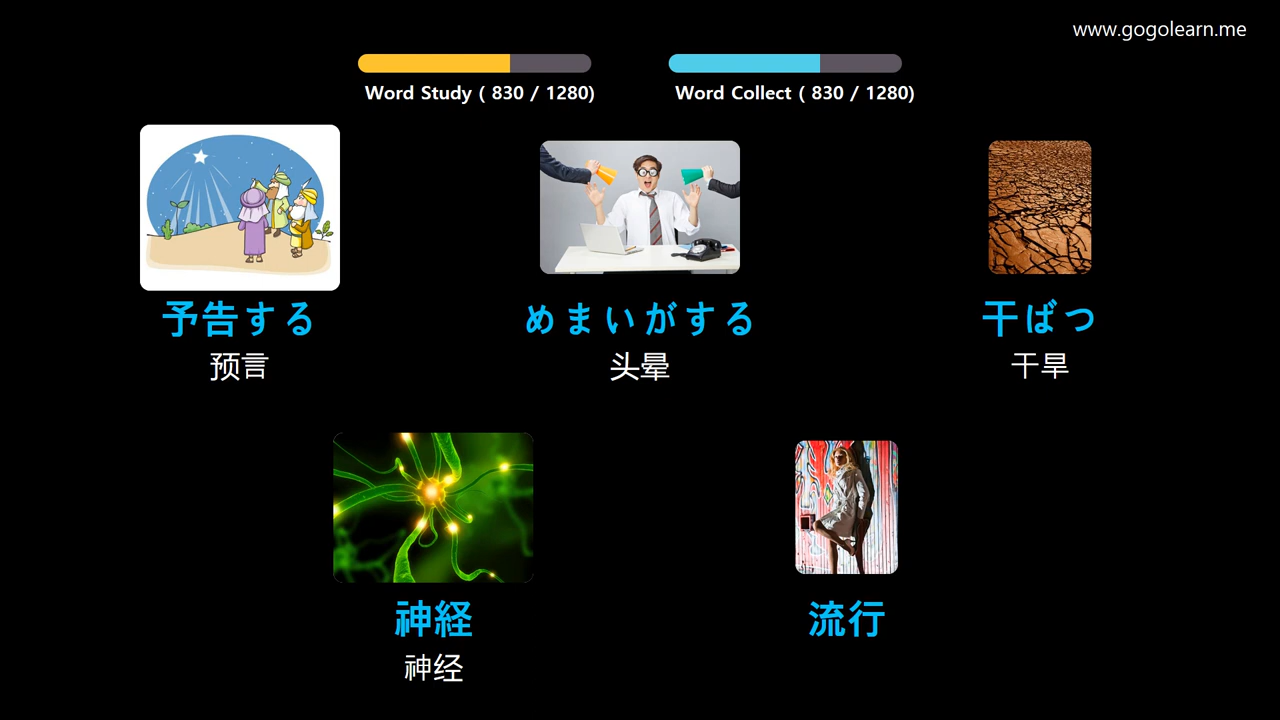 www.gogolearn.me
Word Study ( 830 / 1280)
Word Collect ( 830 / 1280)
予告する
めまいがする
干ばつ
预言
头晕
干旱
神経
流行
神经